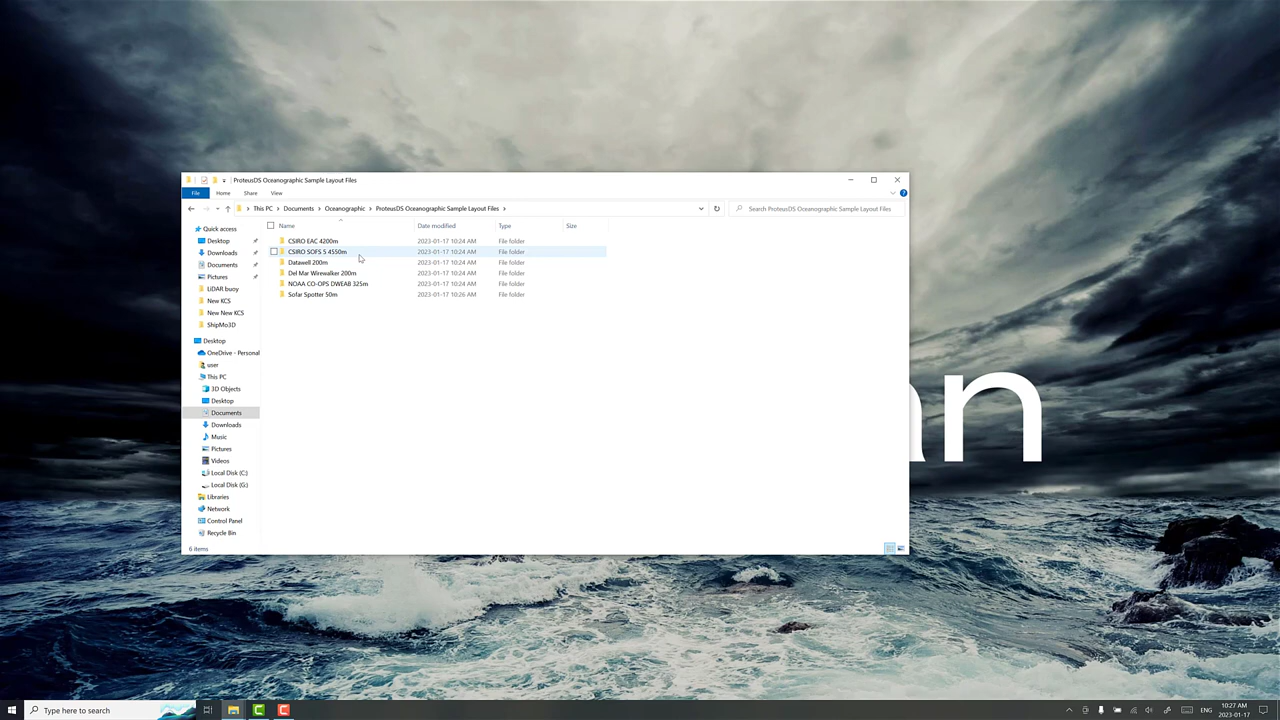 ProteusDS Oceanographic Sample Layout Files
File Home Share View
This PC Documents Oceanographic ProteusDS Oceanographic Sample Layout Files
Search ProteusDS Oceanographic Sample Layout Files
Quick access
Desktop
Downloads
Documents
Pictures
LiDAR buoy
New KCS
New New KCS
ShipMo3D
Desktop
OneDrive - Personal
user
This PC
3D Objects
Desktop
Documents
Downloads
Music
Pictures
Videos
Local Disk (C:)
Local Disk (G:)
Libraries
Network
Control Panel
Recycle Bin
Name Date modified Type Size
CSIRO EAC 4200m 2023-01-17 10:24 AM File folder
CSIRO SOFS 5 4550m 2023-01-17 10:24 AM File folder
Datawell 200m 2023-01-17 10:24 AM File folder
Del Mar Wirewalker 200m 2023-01-17 10:24 AM File folder
NOAA CO-OPS DWEAB 325m 2023-01-17 10:24 AM File folder
Sofar Spotter 50m 2023-01-17 10:26 AM File folder
6 items
an
Type here to search
ENG
10:27 AM
2023-01-17